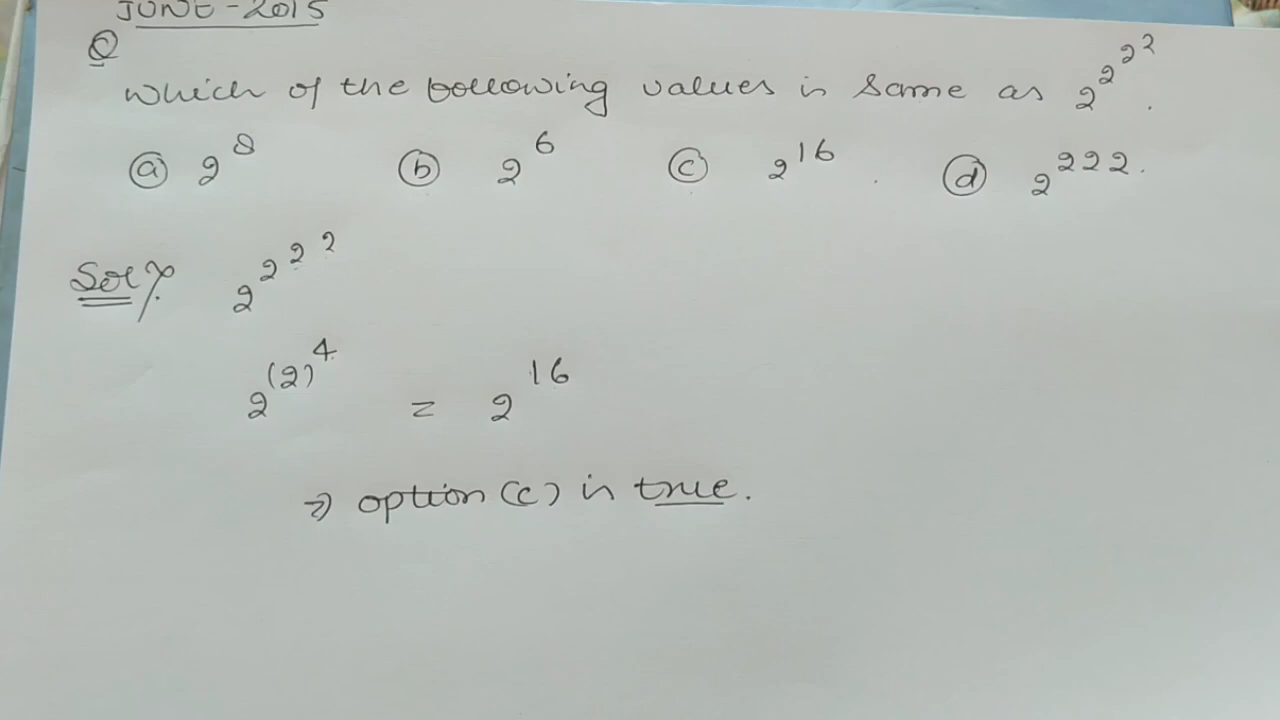 JUNE - 2015
Q
which of the following values is same as 2^2^2^2.
(a) 2^8 (b) 2^6 (c) 2^16. (d) 2^222.
Sol%. 2^2^2^2
2^(2)^4 = 2^16
⇒ option (c) is true.